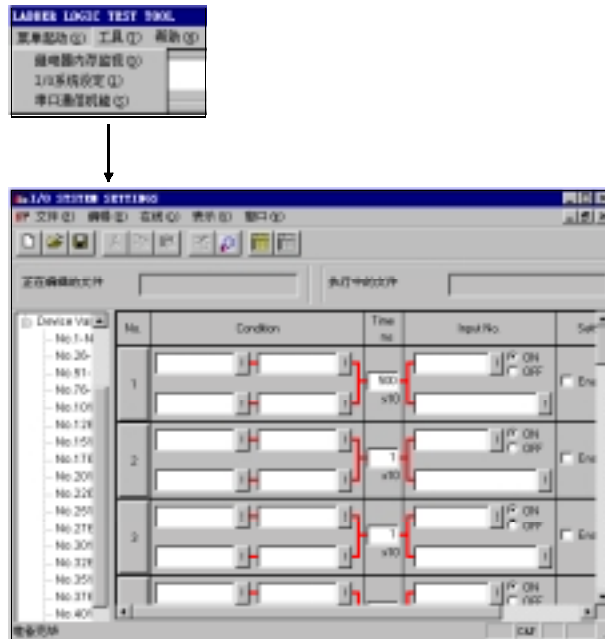 LADDER LOGIC TEST TOOL
菜单起动(S) 工具(T) 帮助(H)
继电器内存监视(D)
I/O系统设定(I)
串口通信机能(S)
I/O SYSTEM SETTINGS
文件(F) 编辑(E) 在线(O) 表示(D) 窗口(W)
正在编辑的文件 执行中的文件
Device Val
No. Condition Time ms Input No.
No.1-
No.26-
No.51-
No.76-
No.101
No.126
No.151
No.176
No.201
No.226
No.251
No.276
No.301
No.326
No.351
No.376
No.401
1 500 x10 ON OFF Ena
2 1 x10 ON OFF Ena
3 1 x10 ON OFF Ena
ON OFF
准备完毕 CAP